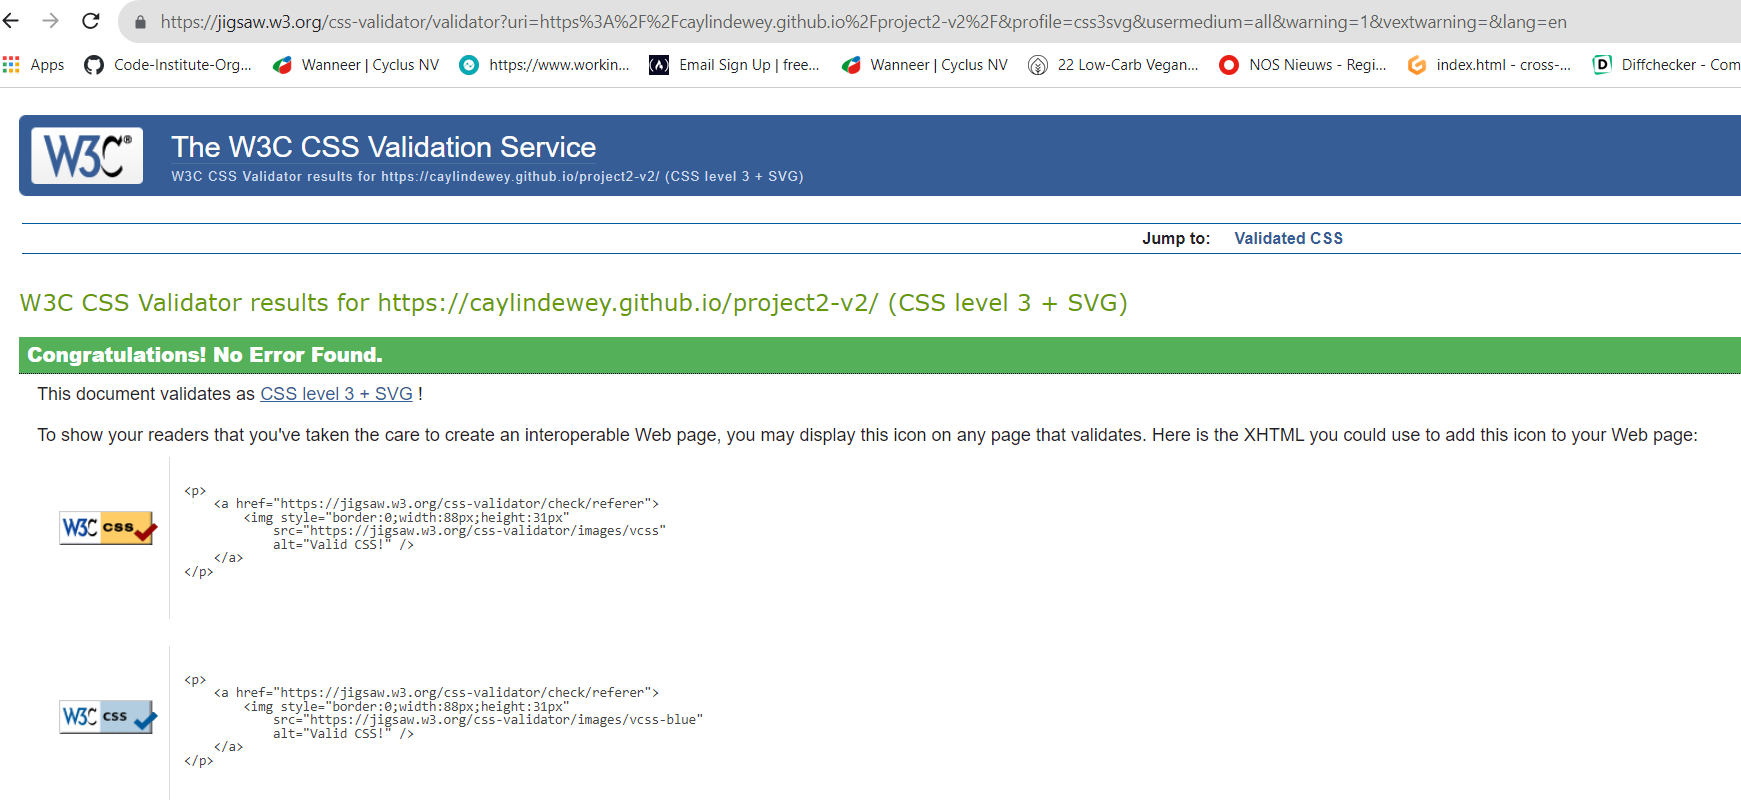 https://jigsaw.w3.org/css-validator/validator?uri=https%3A%2F%2Fcaylindewey.github.io%2Fproject2-v2%2F&profile=css3svg&usermedium=all&warning=1&vextwarning=&lang=en
Apps Code-Institute-Org... Wanneer | Cyclus NV https://www.workin... (A) Email Sign Up | free... Wanneer | Cyclus NV 22 Low-Carb Vegan... NOS Nieuws - Regi... index.html - cross-... D Diffchecker - Com
W3C® The W3C CSS Validation Service
W3C CSS Validator results for https://caylindewey.github.io/project2-v2/ (CSS level 3 + SVG)
Jump to: Validated CSS
W3C CSS Validator results for https://caylindewey.github.io/project2-v2/ (CSS level 3 + SVG)
Congratulations! No Error Found.
This document validates as CSS level 3 + SVG !
To show your readers that you've taken the care to create an interoperable Web page, you may display this icon on any page that validates. Here is the XHTML you could use to add this icon to your Web page:
W3C css
<p>
<a href="https://jigsaw.w3.org/css-validator/check/referer">
<img style="border:0;width:88px;height:31px"
src="https://jigsaw.w3.org/css-validator/images/vcss"
alt="Valid CSS!" />
</a>
</p>
W3C css
<p>
<a href="https://jigsaw.w3.org/css-validator/check/referer">
<img style="border:0;width:88px;height:31px"
src="https://jigsaw.w3.org/css-validator/images/vcss-blue"
alt="Valid CSS!" />
</a>
</p>